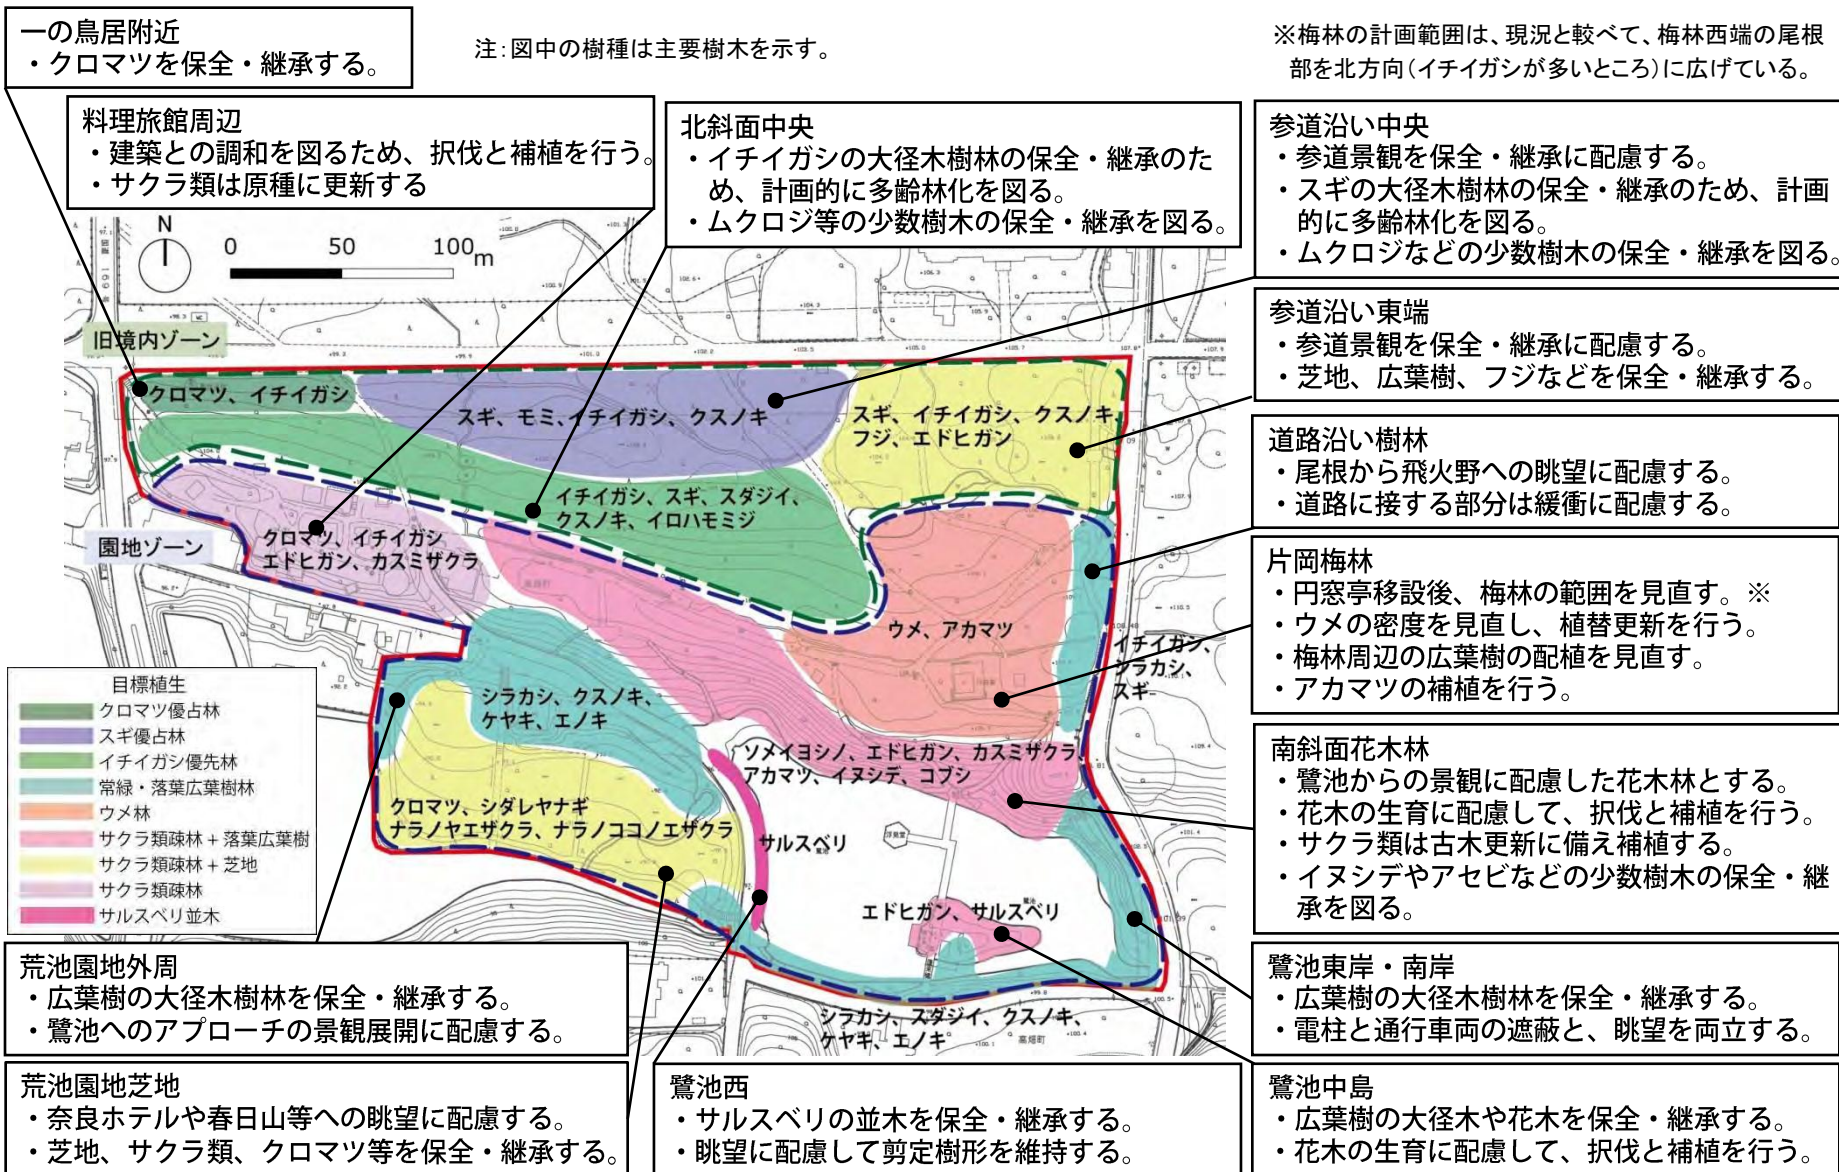 一の鳥居附近
・クロマツを保全・継承する。
注：図中の樹種は主要樹木を示す。
※梅林の計画範囲は、現況と較べて、梅林西端の尾根
部を北方向（イチイガシが多いところ）に広げている。
料理旅館周辺
・建築との調和を図るため、択伐と補植を行う。
・サクラ類は原種に更新する
北斜面中央
・イチイガシの大径木樹林の保全・継承のた
め、計画的に多齢林化を図る。
・ムクロジ等の少数樹木の保全・継承を図る。
参道沿い中央
・参道景観を保全・継承に配慮する。
・スギの大径木樹林の保全・継承のため、計画
的に多齢林化を図る。
・ムクロジなどの少数樹木の保全・継承を図る。
参道沿い東端
・参道景観を保全・継承に配慮する。
・芝地、広葉樹、フジなどを保全・継承する。
道路沿い樹林
・尾根から飛火野への眺望に配慮する。
・道路に接する部分は緩衝に配慮する。
片岡梅林
・円窓亭移設後、梅林の範囲を見直す。※
・ウメの密度を見直し、植替更新を行う。
・梅林周辺の広葉樹の配植を見直す。
・アカマツの補植を行う。
南斜面花木林
・鷺池からの景観に配慮した花木林とする。
・花木の生育に配慮して、択伐と補植を行う。
・サクラ類は古木更新に備え補植する。
・イヌシデやアセビなどの少数樹木の保全・継
承を図る。
鷺池東岸・南岸
・広葉樹の大径木樹林を保全・継承する。
・電柱と通行車両の遮蔽と、眺望を両立する。
鷺池中島
・広葉樹の大径木や花木を保全・継承する。
・花木の生育に配慮して、択伐と補植を行う。
N
0 50 100m
旧境内ゾーン
クロマツ、イチイガシ
スギ、モミ、イチイガシ、クスノキ
スギ、イチイガシ、クスノキ、
フジ、エドヒガン
イチイガシ、スギ、スダジイ、
クスノキ、イロハモミジ
園地ゾーン
クロマツ、イチイガシ
エドヒガン、カスミザクラ
ウメ、アカマツ
イチイガシ、
シラカシ、
スギ
シラカシ、クスノキ、
ケヤキ、エノキ
ソメイヨシノ、エドヒガン、カスミザクラ、
アカマツ、イヌシデ、コブシ
クロマツ、シダレヤナギ
ナラノヤエザクラ、ナラノココノエザクラ
サルスベリ
浮見堂
エドヒガン、サルスベリ
シラカシ、スダジイ、クスノキ、
ケヤキ、エノキ
高畑町
目標植生
クロマツ優占林
スギ優占林
イチイガシ優先林
常緑・落葉広葉樹林
ウメ林
サクラ類疎林＋落葉広葉樹
サクラ類疎林＋芝地
サクラ類疎林
サルスベリ並木
荒池園地外周
・広葉樹の大径木樹林を保全・継承する。
・鷺池へのアプローチの景観展開に配慮する。
荒池園地芝地
・奈良ホテルや春日山等への眺望に配慮する。
・芝地、サクラ類、クロマツ等を保全・継承する。
鷺池西
・サルスベリの並木を保全・継承する。
・眺望に配慮して剪定樹形を維持する。